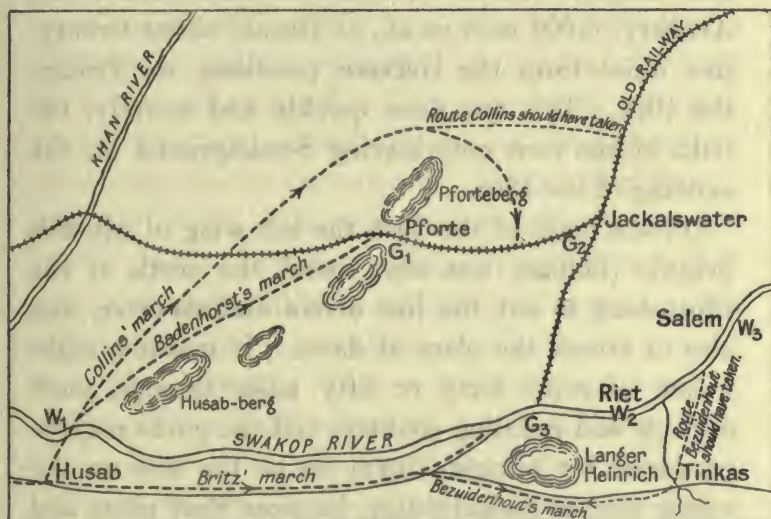 KHAN RIVER
OLD RAILWAY
Route Collins should have taken
Pforteberg
Pforte
Jackalswater
G1
G2
Collins' march
Badenhorst's march
Salem
W3
Husab-berg
Riet
W2
Route
Bezuidenhout
should have taken.
W1
SWAKOP RIVER
G3
Langer
Heinrich
Husab
Britz' march
Tinkas
Bezuidenhout's march